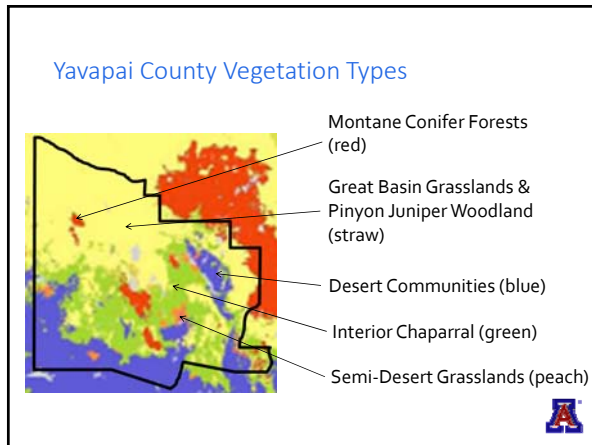 Yavapai County Vegetation Types
Montane Conifer Forests
(red)
Great Basin Grasslands &
Pinyon Juniper Woodland
(straw)
Desert Communities (blue)
Interior Chaparral (green)
Semi-Desert Grasslands (peach)
A